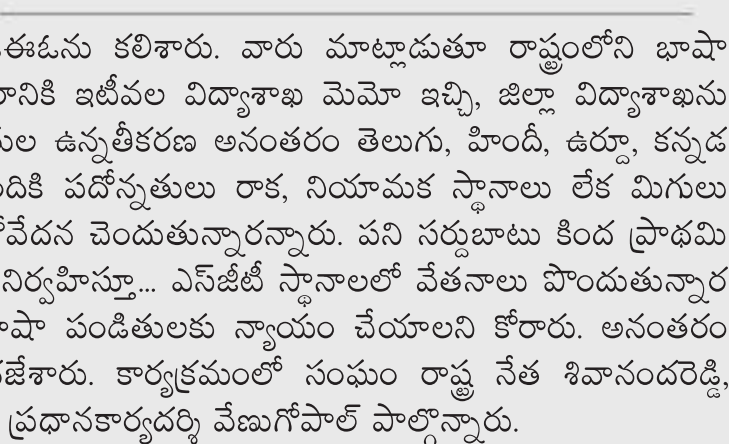 ఈఓను కలిశారు. వారు మాట్లాడుతూ రాష్ట్రంలోని భాషా
ఇటీవల విద్యాశాఖ మెమో ఇచ్చి, జిల్లా విద్యాశాఖను
ఉన్నతీకరణ అనంతరం తెలుగు, హిందీ, ఉర్దూ, కన్నడ
పదోన్నతులు రాక, నియామక స్థానాలు లేక మిగులు
చెందుతున్నారన్నారు. పని సర్దుబాటు కింద ప్రాథమి
నిర్వహిస్తూ... ఎస్‌జీటీ స్థానాలలో వేతనాలు పొందుతున్నార
పండితులకు న్యాయం చేయాలని కోరారు. అనంతరం
కార్యక్రమంలో సంఘం రాష్ట్ర నేత శివానందరెడ్డి,
ప్రధానకార్యదర్శి వేణుగోపాల్ పాల్గొన్నారు.